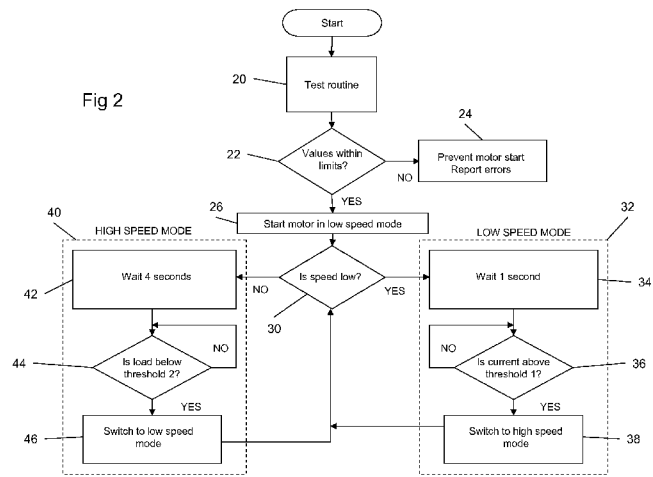 Start
Fig 2
20
Test routine
22
Values within
limits?
NO
24
Prevent motor start
Report errors
YES
26
Start motor in low speed mode
40
HIGH SPEED MODE
32
LOW SPEED MODE
42
Wait 4 seconds
NO
Is speed low?
YES
30
Wait 1 second
34
44
Is load below
threshold 2?
NO
YES
NO
Is current above
threshold 1?
36
YES
46
Switch to low speed
mode
Switch to high speed
mode
38